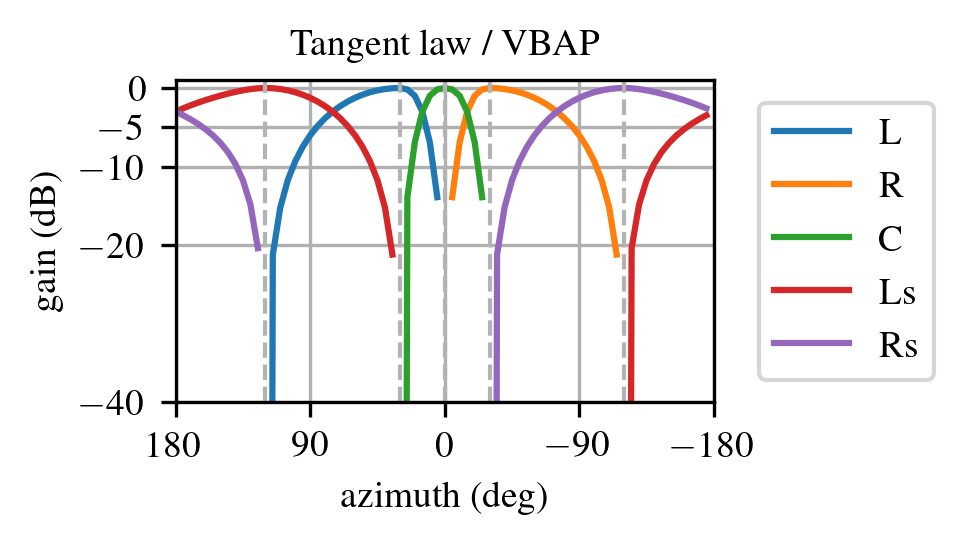 Tangent law / VBAP
gain (dB)
0
−5
−10
−20
−40
180 90 0 −90 −180
azimuth (deg)
L
R
C
Ls
Rs